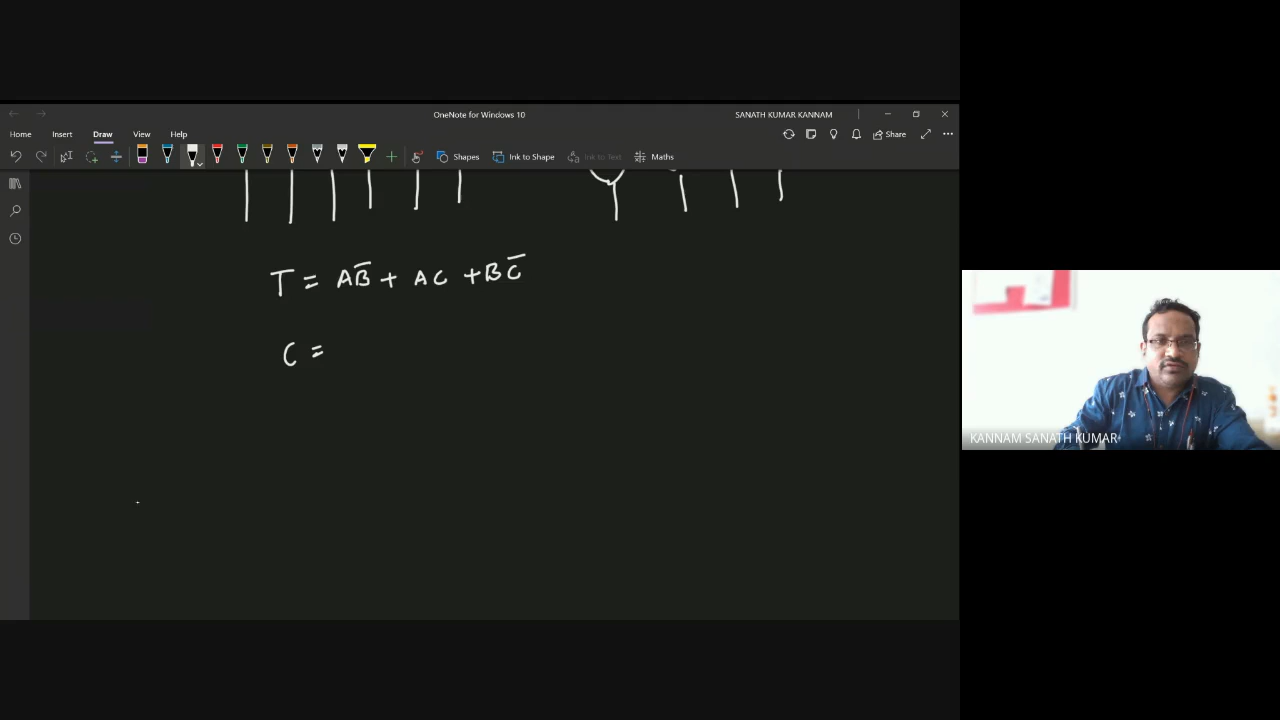 OneNote for Windows 10
SANATH KUMAR KANNAM
Home Insert Draw View Help
Share
Shapes Ink to Shape Ink to Text Maths
T = AB̅ + AC + BC̅
C =
KANNAM SANATH KUMAR